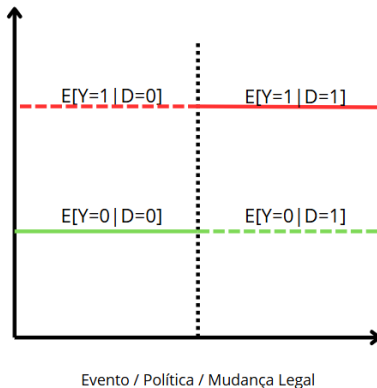 E[Y=1|D=0] E[Y=1|D=1]
E[Y=0|D=0] E[Y=0|D=1]
Evento / Política / Mudança Legal